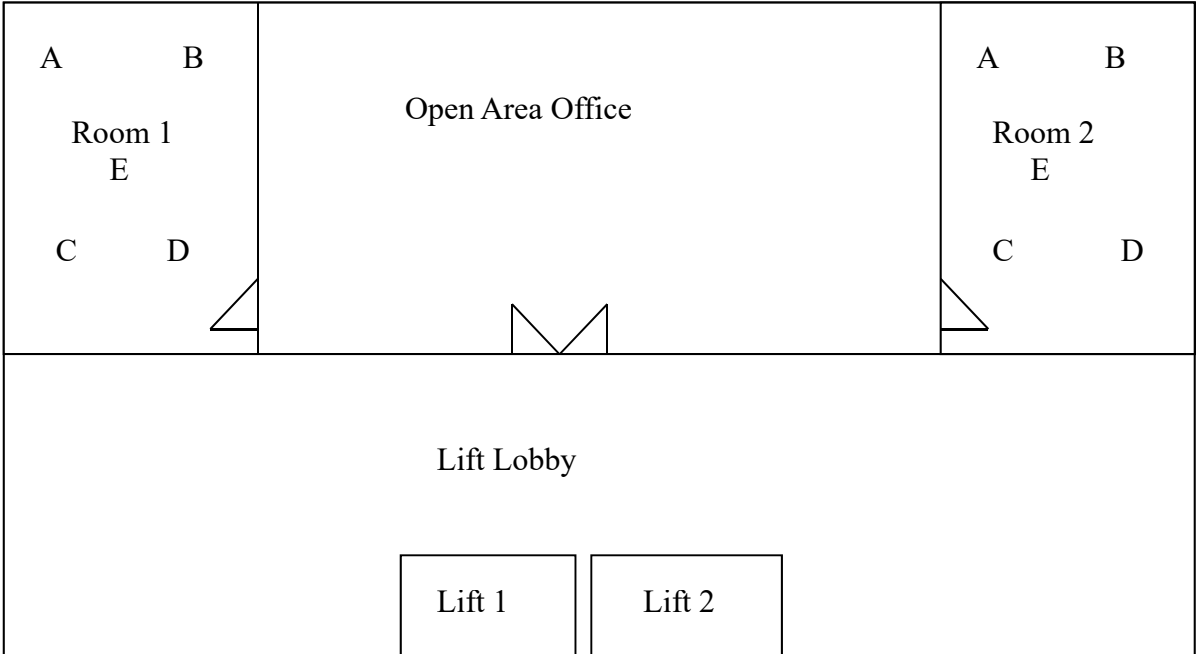 A B
Room 1
E
C D
Open Area Office
A B
Room 2
E
C D
Lift Lobby
Lift 1
Lift 2